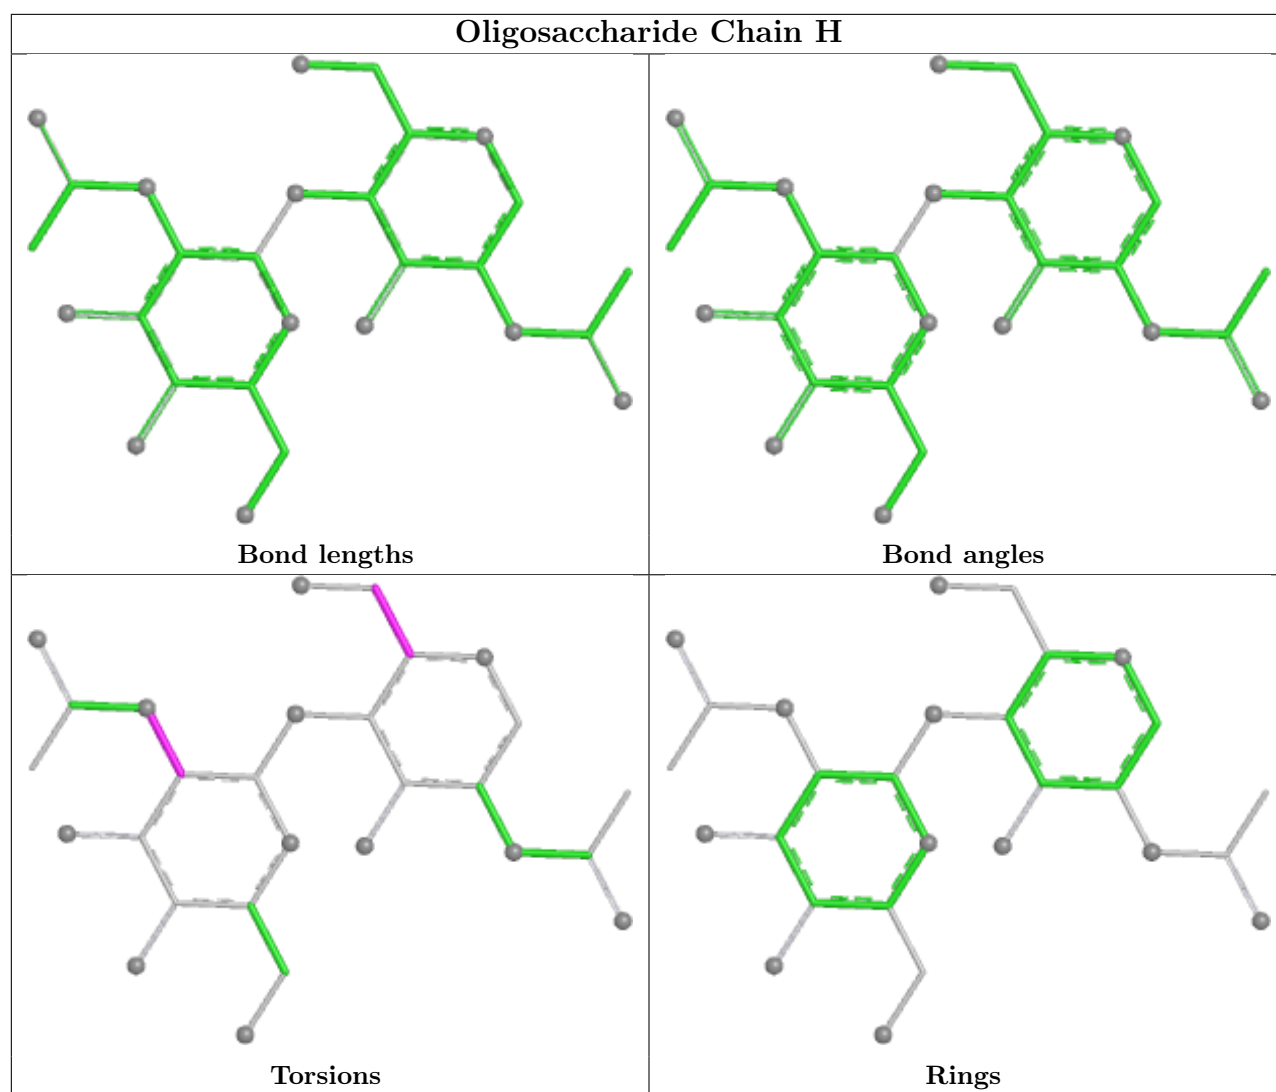 Oligosaccharide Chain H
Bond lengths
Bond angles
Torsions
Rings